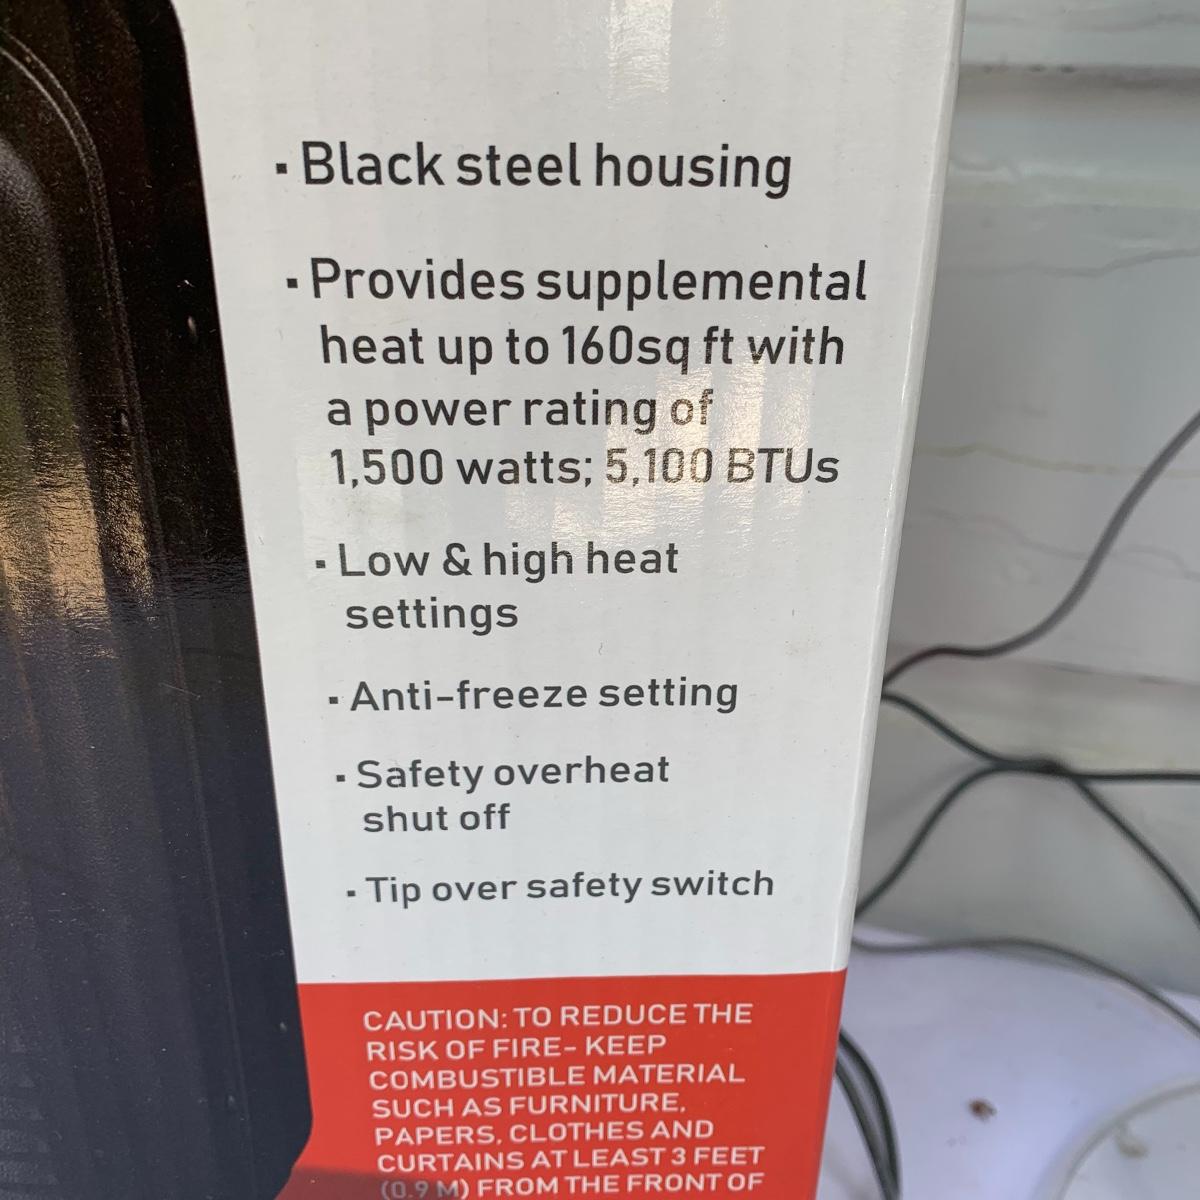 ▪ Black steel housing
▪ Provides supplemental
heat up to 160sq ft with
a power rating of
1,500 watts; 5,100 BTUs
▪ Low & high heat
settings
▪ Anti-freeze setting
▪ Safety overheat
shut off
▪ Tip over safety switch
CAUTION: TO REDUCE THE
RISK OF FIRE- KEEP
COMBUSTIBLE MATERIAL
SUCH AS FURNITURE,
PAPERS, CLOTHES AND
CURTAINS AT LEAST 3 FEET
(0.9 M) FROM THE FRONT OF